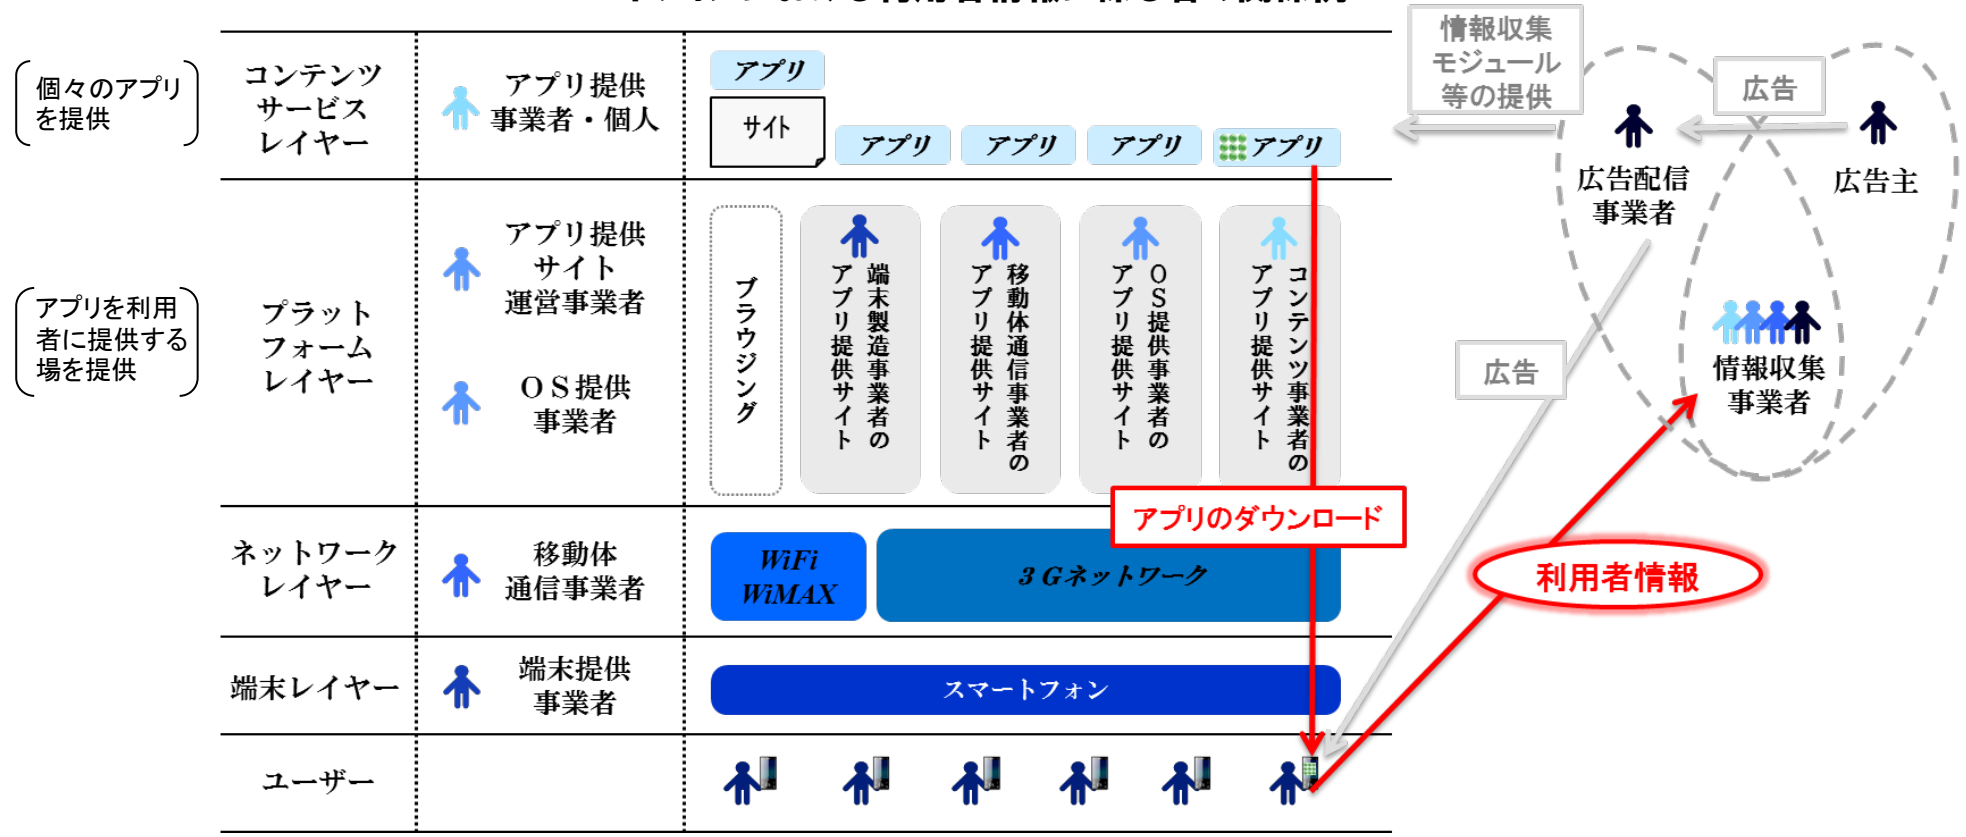 個々のアプリ
を提供
コンテンツ
サービス
レイヤー
アプリ提供
事業者・個人
アプリ
サイト
アプリ
アプリ
アプリ
アプリ
情報収集
モジュール
等の提供
広告
広告配信
事業者
広告主
アプリを利用
者に提供する
場を提供
プラット
フォーム
レイヤー
アプリ提供
サイト
運営事業者
ＯＳ提供
事業者
ブラウジング
端末製造事業者の
アプリ提供サイト
移動体通信事業者の
アプリ提供サイト
ＯＳ提供事業者の
アプリ提供サイト
コンテンツ事業者の
アプリ提供サイト
広告
情報収集
事業者
アプリのダウンロード
利用者情報
ネットワーク
レイヤー
移動体
通信事業者
WiFi
WiMAX
３Gネットワーク
端末レイヤー
端末提供
事業者
スマートフォン
ユーザー